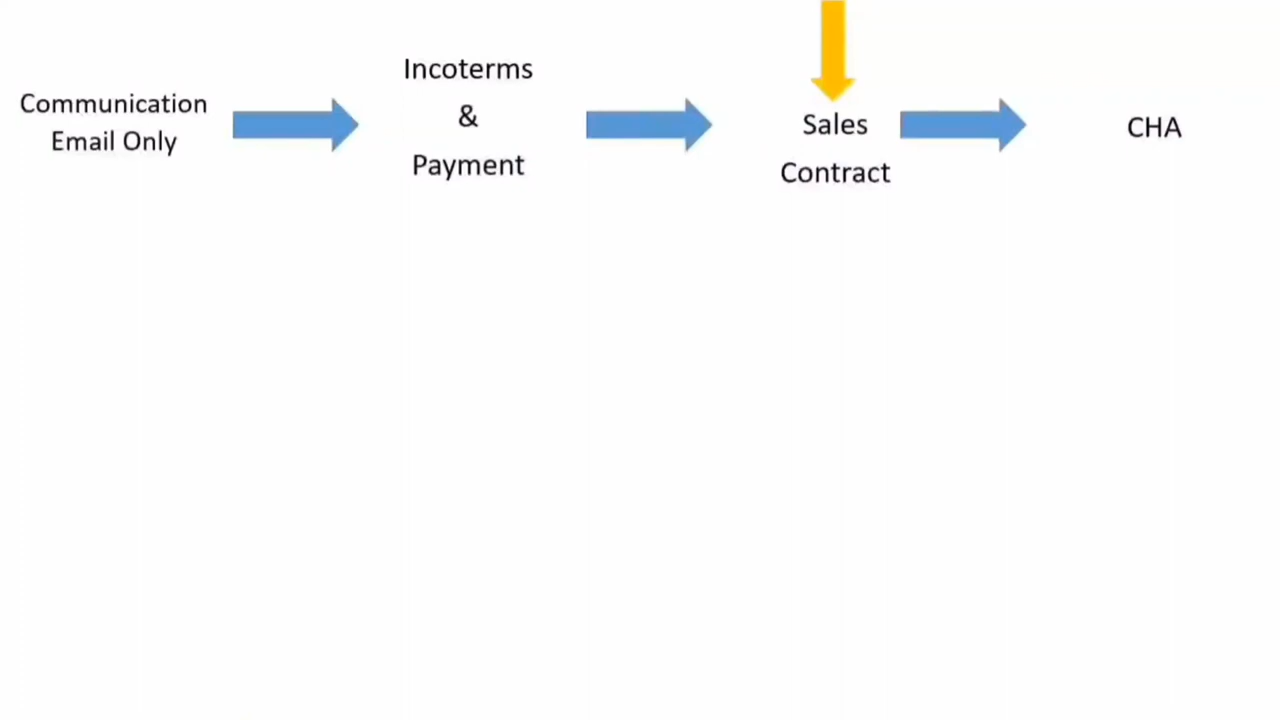 Communication
Email Only
Incoterms
&
Payment
Sales
Contract
CHA